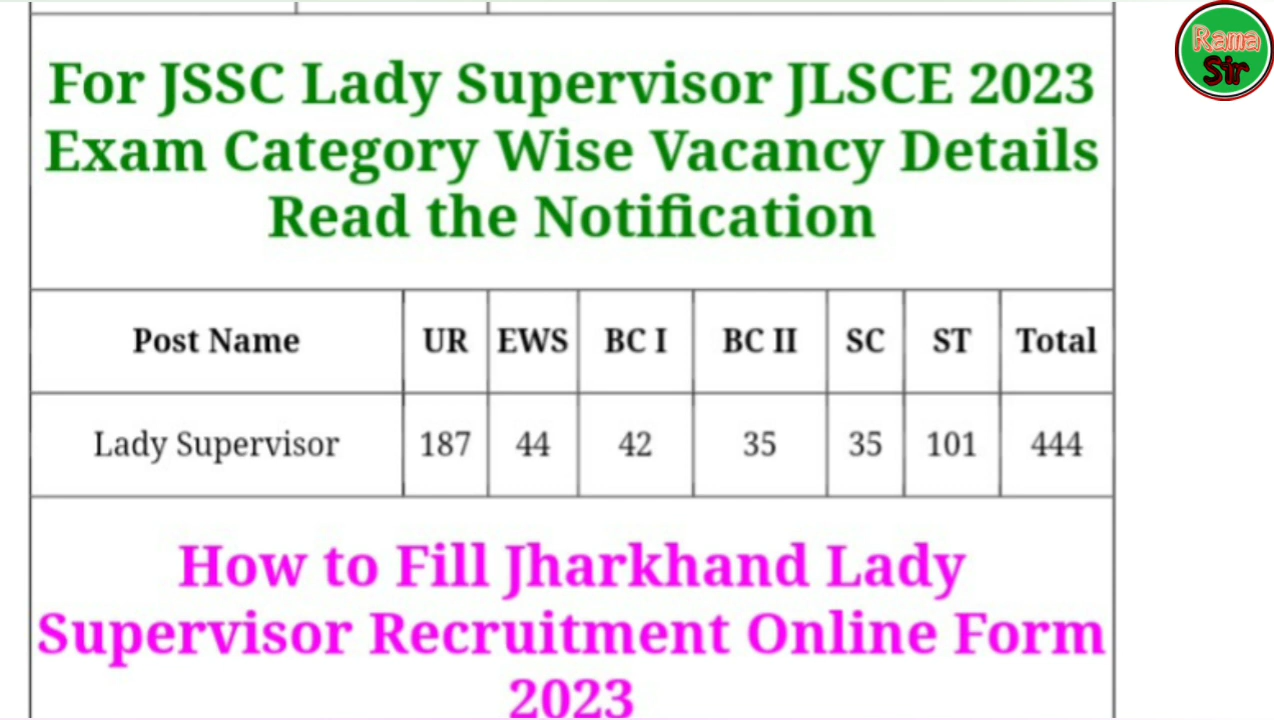 Rama
Sir
For JSSC Lady Supervisor JLSCE 2023
Exam Category Wise Vacancy Details
Read the Notification
Post Name UR EWS BC I BC II SC ST Total
Lady Supervisor 187 44 42 35 35 101 444
How to Fill Jharkhand Lady
Supervisor Recruitment Online Form
2023